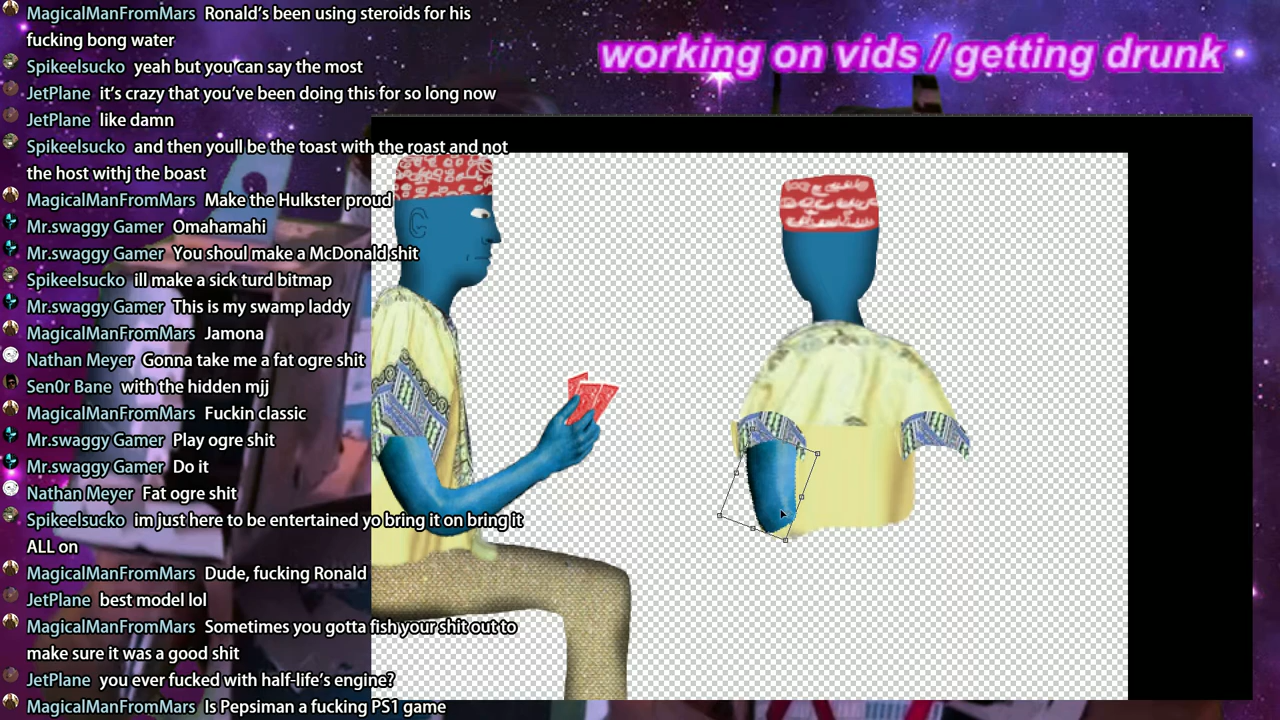 working on vids / getting drunk
MagicalManFromMars Ronald's been using steroids for his
fucking bong water
Spikeelsucko yeah but you can say the most
JetPlane it's crazy that you've been doing this for so long now
JetPlane like damn
Spikeelsucko and then youll be the toast with the roast and not
the host withj the boast
MagicalManFromMars Make the Hulkster proud
Mr.swaggy Gamer Omahamahi
Mr.swaggy Gamer You shoul make a McDonald shit
Spikeelsucko ill make a sick turd bitmap
Mr.swaggy Gamer This is my swamp laddy
MagicalManFromMars Jamona
Nathan Meyer Gonna take me a fat ogre shit
Sen0r Bane with the hidden mjj
MagicalManFromMars Fuckin classic
Mr.swaggy Gamer Play ogre shit
Mr.swaggy Gamer Do it
Nathan Meyer Fat ogre shit
Spikeelsucko im just here to be entertained yo bring it on bring it
ALL on
MagicalManFromMars Dude, fucking Ronald
JetPlane best model lol
MagicalManFromMars Sometimes you gotta fish your shit out to
make sure it was a good shit
JetPlane you ever fucked with half-life's engine?
MagicalManFromMars Is Pepsiman a fucking PS1 game